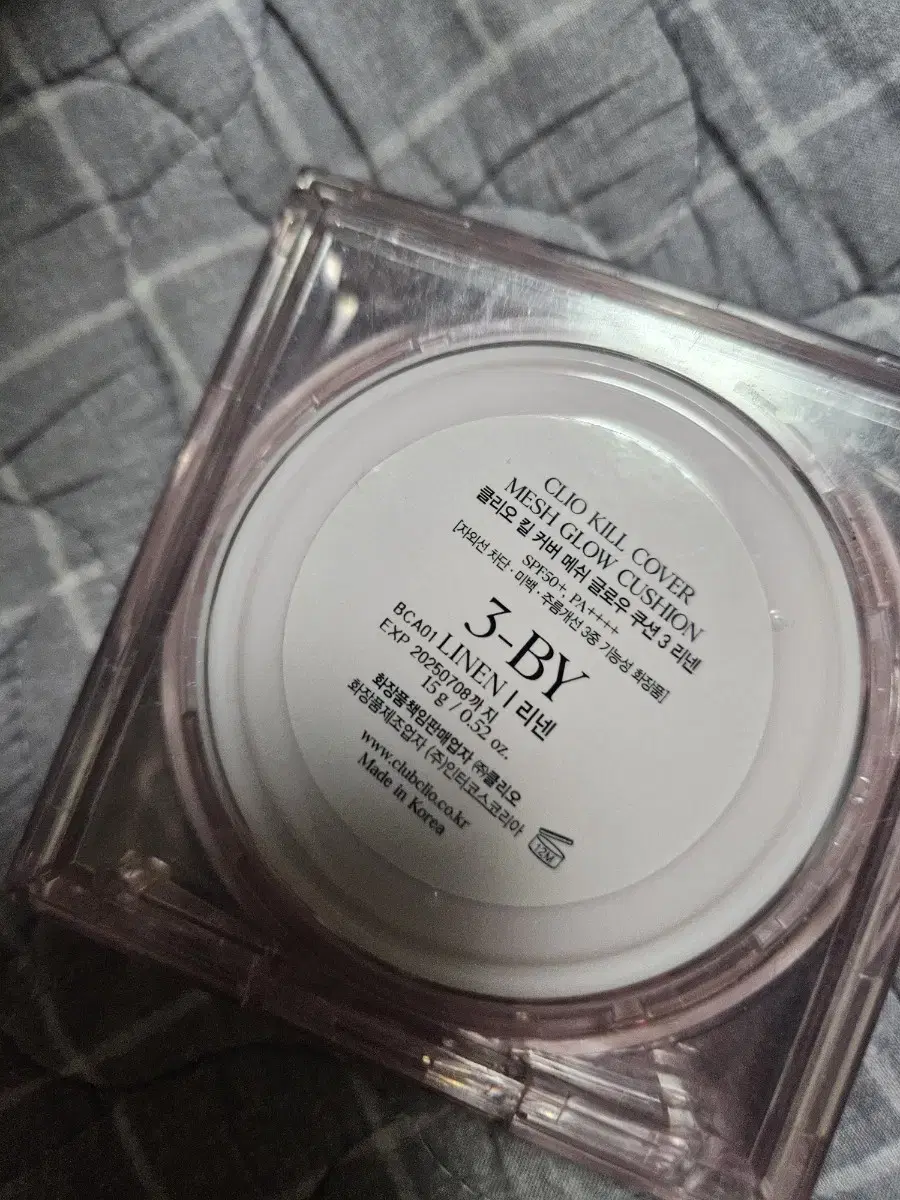 CLIO KILL COVER
MESH GLOW CUSHION
클리오 킬 커버 메쉬 글로우 쿠션 3 리넨
SPF50+, PA++++
[자외선 차단 · 미백 · 주름개선 3중 기능성 화장품]
3-BY
LINEN | 리넨
BCA01
EXP 20250708까지
15 g / 0.52 oz.
화장품책임판매업자 ㈜클리오
화장품제조업자 (주)인터코스코리아
www.clubclio.co.kr
Made in Korea
12M